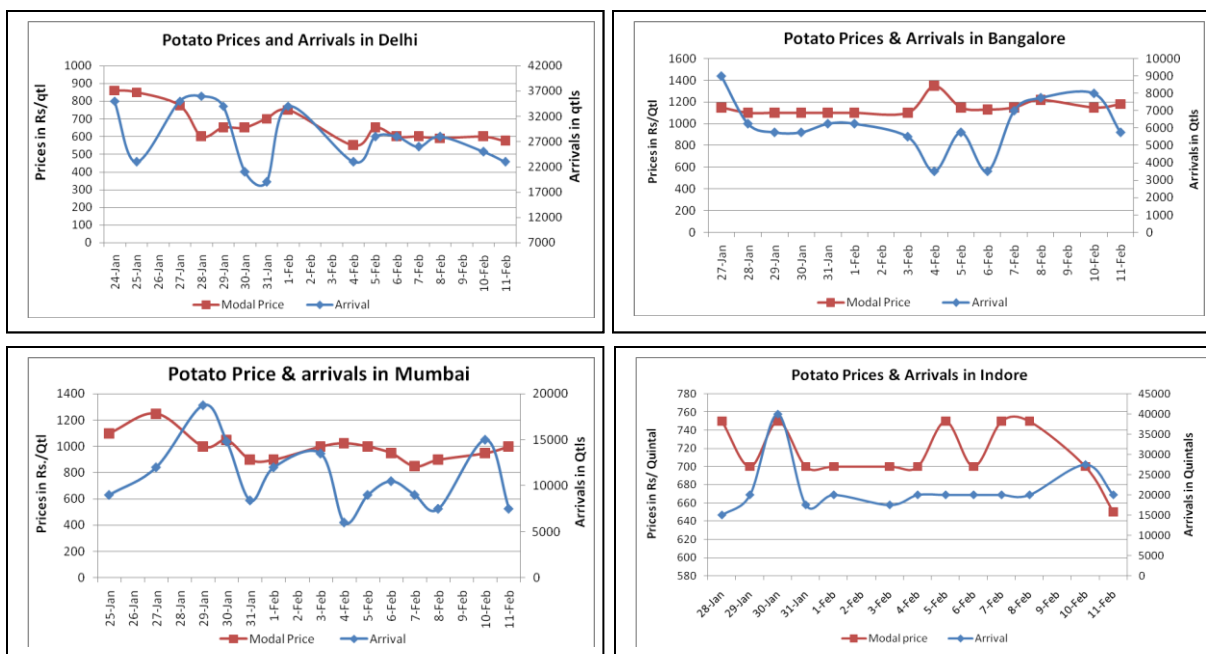 Potato Prices and Arrivals in Delhi
Prices in Rs/qtl
1000
900
800
700
600
500
400
300
200
100
0
42000
37000
32000
27000
22000
17000
12000
7000
Arrivals in qtls
24-Jan
25-Jan
26-Jan
27-Jan
28-Jan
29-Jan
30-Jan
31-Jan
1-Feb
2-Feb
3-Feb
4-Feb
5-Feb
6-Feb
7-Feb
8-Feb
9-Feb
10-Feb
11-Feb
Modal Price Arrival
Potato Prices & Arrivals in Bangalore
Prices in Rs/Qtl
1600
1400
1200
1000
800
600
400
200
0
10000
9000
8000
7000
6000
5000
4000
3000
2000
1000
0
Arrivals in Qtls
27-Jan
28-Jan
29-Jan
30-Jan
31-Jan
1-Feb
2-Feb
3-Feb
4-Feb
5-Feb
6-Feb
7-Feb
8-Feb
9-Feb
10-Feb
11-Feb
Modal Price Arrival
Potato Price & arrivals in Mumbai
Prices in Rs./Qtl
1400
1200
1000
800
600
400
200
0
20000
15000
10000
5000
0
Arrivals in Qtls
25-Jan
26-Jan
27-Jan
28-Jan
29-Jan
30-Jan
31-Jan
1-Feb
2-Feb
3-Feb
4-Feb
5-Feb
6-Feb
7-Feb
8-Feb
9-Feb
10-Feb
11-Feb
Modal Price Arrival
Potato Prices & Arrivals in Indore
Prices in Rs/ Quintal
780
760
740
720
700
680
660
640
620
600
580
45000
40000
35000
30000
25000
20000
15000
10000
5000
0
Arrivals in Quintals
28-Jan
29-Jan
30-Jan
31-Jan
1-Feb
2-Feb
3-Feb
4-Feb
5-Feb
6-Feb
7-Feb
8-Feb
9-Feb
10-Feb
11-Feb
Modal price Arrival